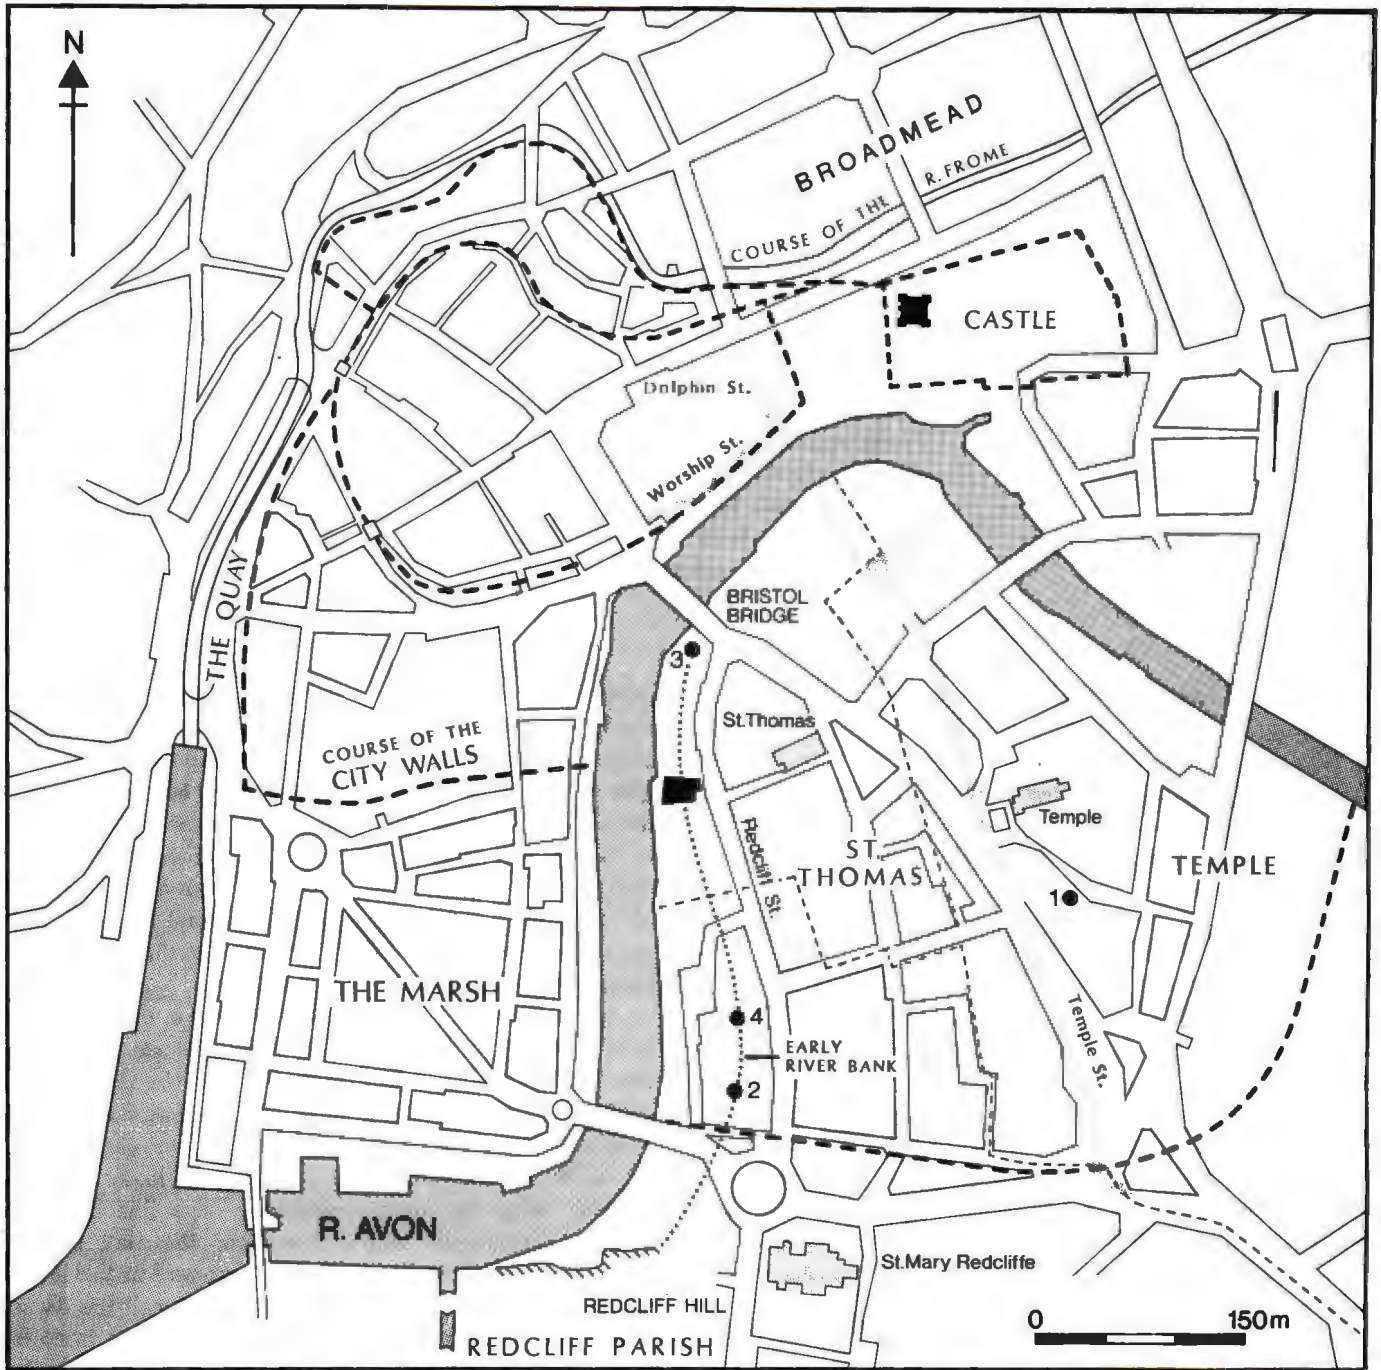 N
BROADMEAD
COURSE OF THE R. FROME
CASTLE
Dolphin St.
Worship St.
THE QUAY
BRISTOL
BRIDGE
3
St.Thomas
COURSE OF THE
CITY WALLS
Temple
Redcliff St.
ST.
THOMAS
TEMPLE
1
THE MARSH
4
EARLY
RIVER BANK
Temple St.
2
R. AVON
St.Mary Redcliffe
REDCLIFF HILL
REDCLIFF PARISH
0 150m